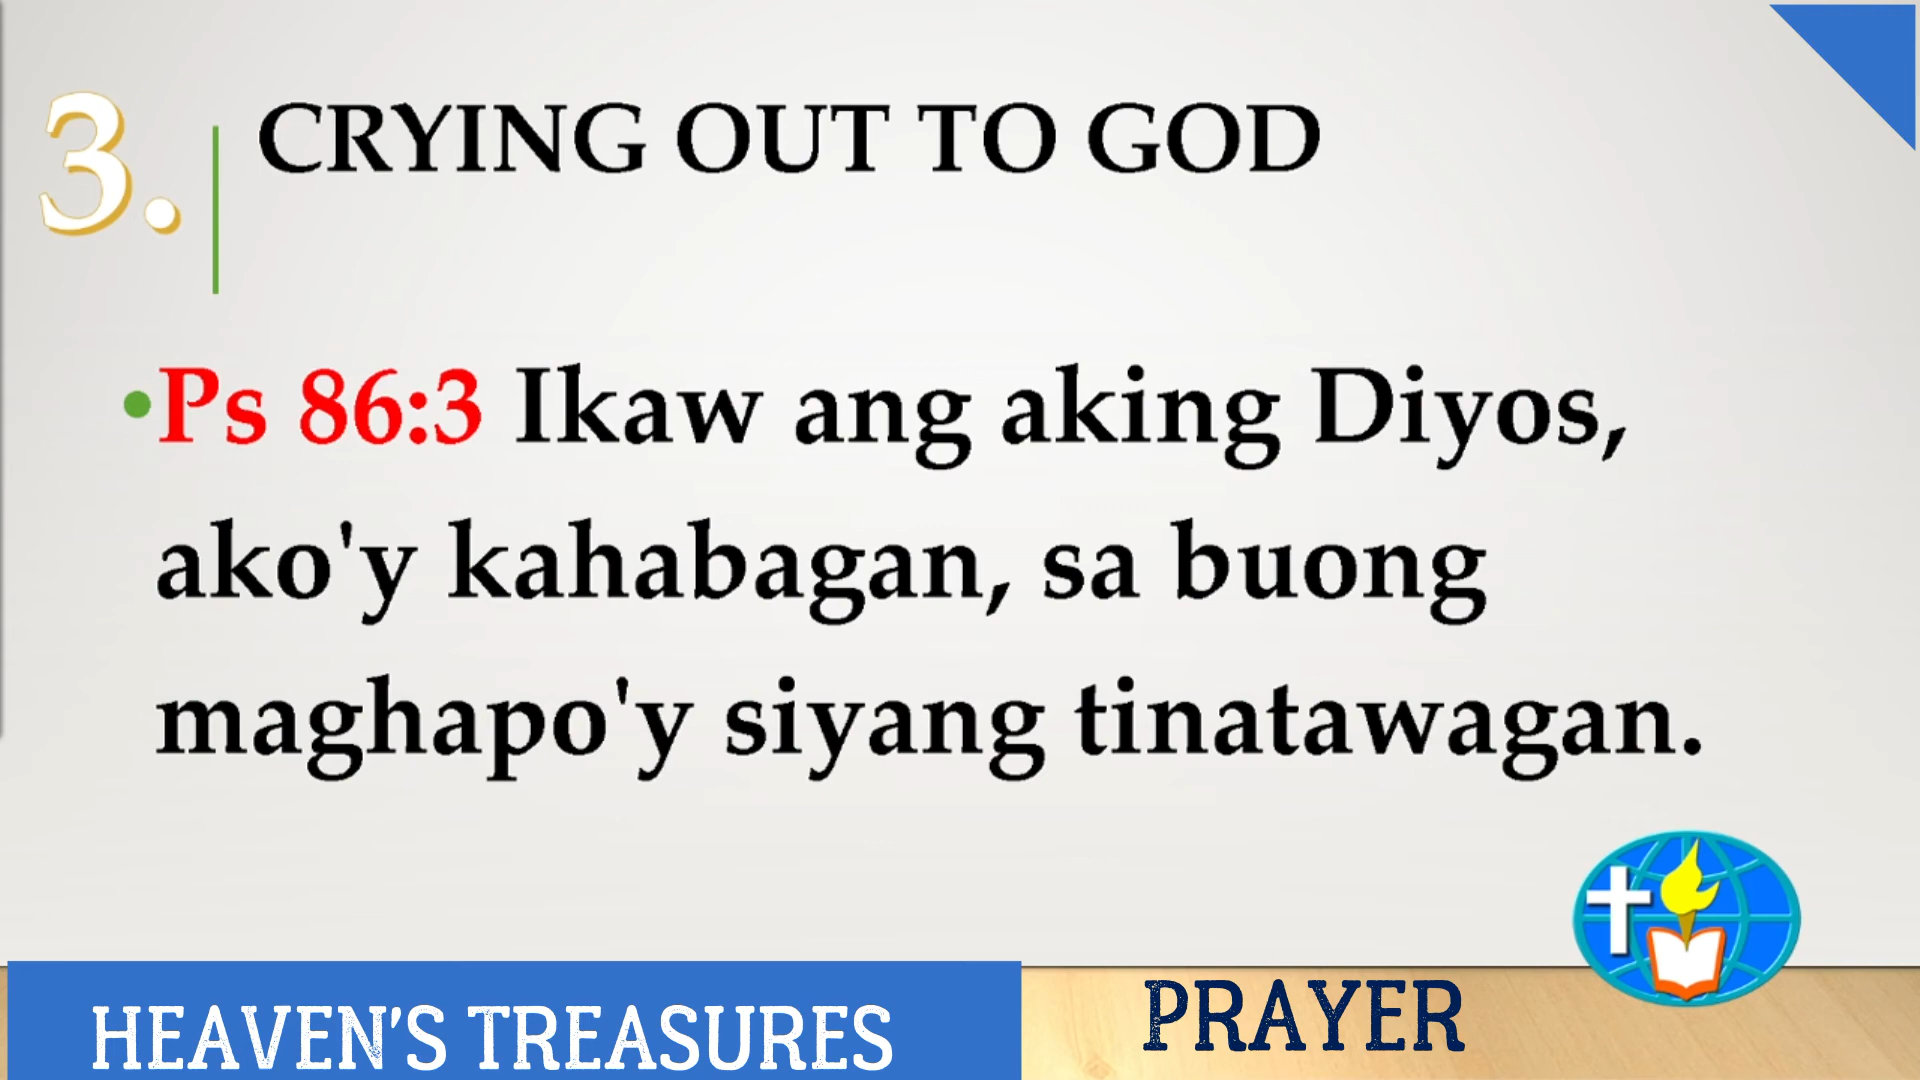 3.
CRYING OUT TO GOD
•Ps 86:3 Ikaw ang aking Diyos,
ako'y kahabagan, sa buong
maghapo'y siyang tinatawagan.
HEAVEN'S TREASURES
PRAYER